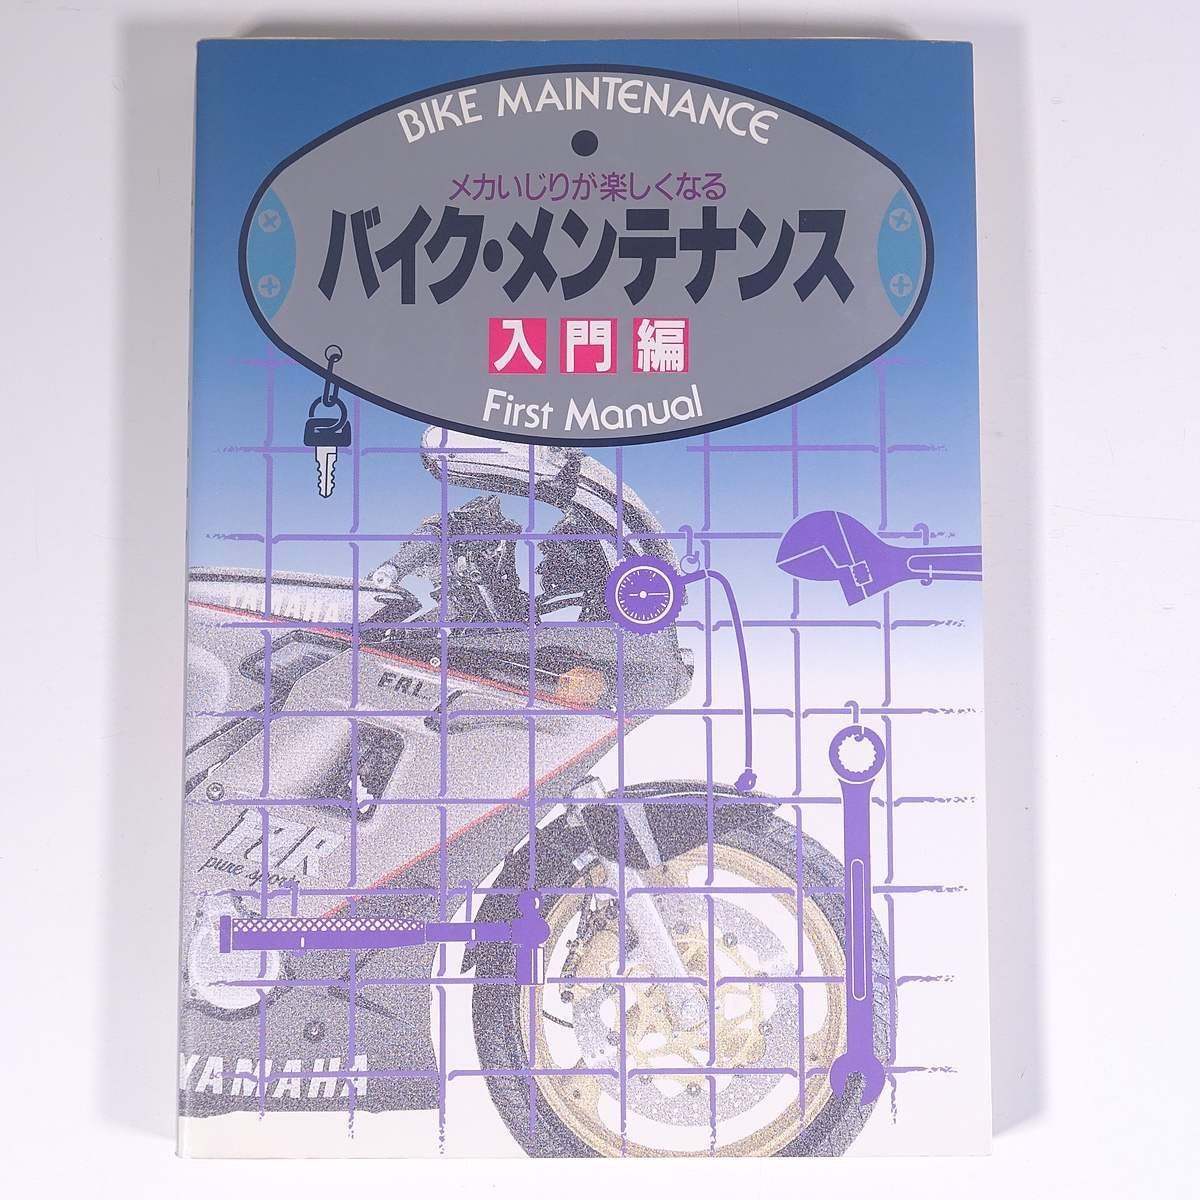 BIKE MAINTENANCE
メカいじりが楽しくなる
バイク・メンテナンス
入門編
First Manual
YAMAHA
FZR
pure sports
YAMAHA